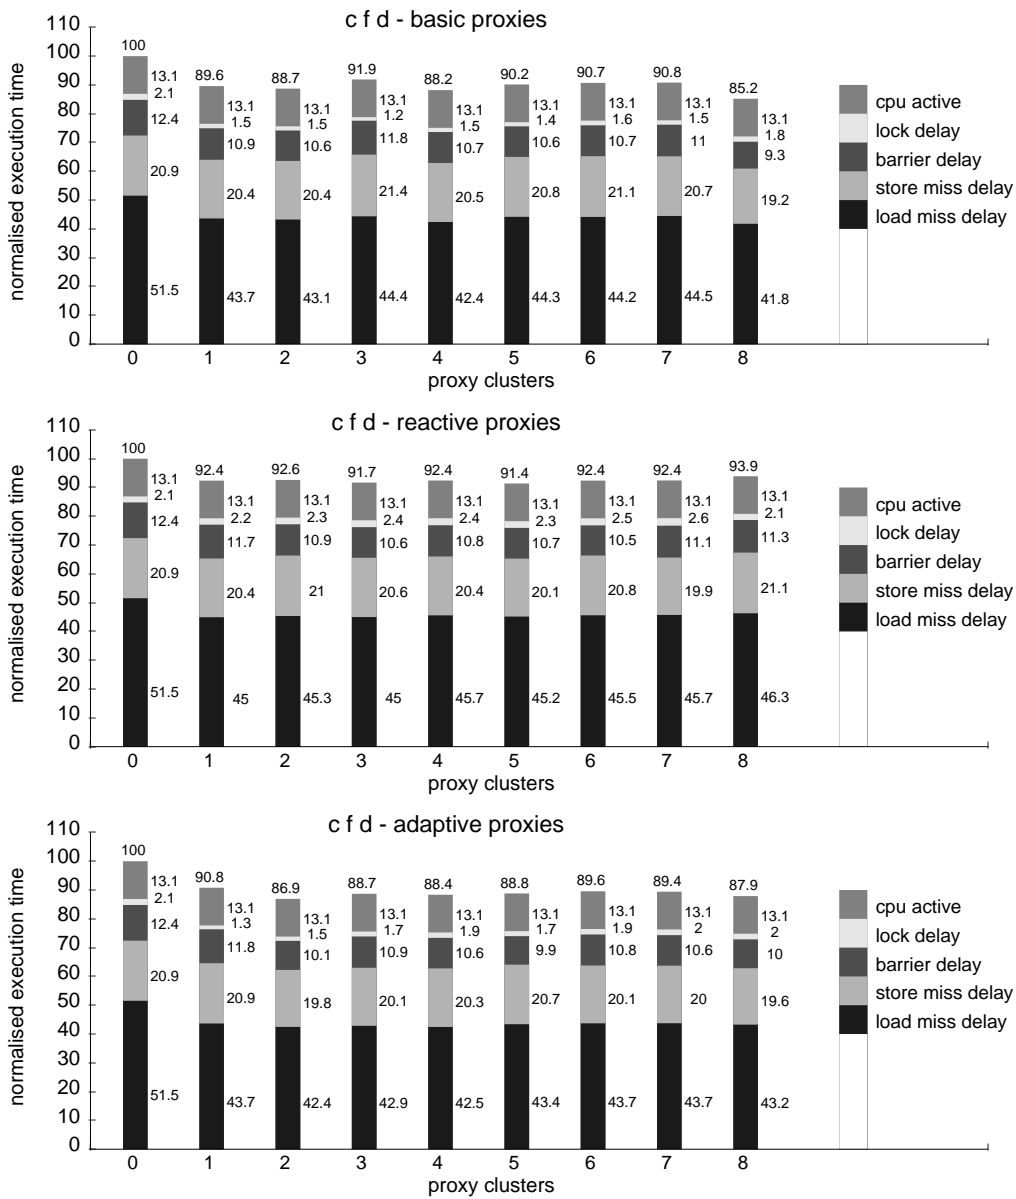 c f d - basic proxies
normalised execution time
110
100
90
80
70
60
50
40
30
20
10
0
100 89.6 88.7 91.9 88.2 90.2 90.7 90.8 85.2
13.1 13.1 13.1 13.1 13.1 13.1 13.1 13.1 13.1
2.1 1.5 1.5 1.2 1.5 1.4 1.6 1.5 1.8
12.4 10.9 10.6 11.8 10.7 10.6 10.7 11 9.3
20.9 20.4 20.4 21.4 20.5 20.8 21.1 20.7 19.2
51.5 43.7 43.1 44.4 42.4 44.3 44.2 44.5 41.8
0 1 2 3 4 5 6 7 8
proxy clusters
cpu active
lock delay
barrier delay
store miss delay
load miss delay
c f d - reactive proxies
normalised execution time
110
100
90
80
70
60
50
40
30
20
10
0
100 92.4 92.6 91.7 92.4 91.4 92.4 92.4 93.9
13.1 13.1 13.1 13.1 13.1 13.1 13.1 13.1 13.1
2.1 2.2 2.3 2.4 2.4 2.3 2.5 2.6 2.1
12.4 11.7 10.9 10.6 10.8 10.7 10.5 11.1 11.3
20.9 20.4 21 20.6 20.4 20.1 20.8 19.9 21.1
51.5 45 45.3 45 45.7 45.2 45.5 45.7 46.3
0 1 2 3 4 5 6 7 8
proxy clusters
cpu active
lock delay
barrier delay
store miss delay
load miss delay
c f d - adaptive proxies
normalised execution time
110
100
90
80
70
60
50
40
30
20
10
0
100 90.8 86.9 88.7 88.4 88.8 89.6 89.4 87.9
13.1 13.1 13.1 13.1 13.1 13.1 13.1 13.1 13.1
2.1 1.3 1.5 1.7 1.9 1.7 1.9 2 2
12.4 11.8 10.1 10.9 10.6 9.9 10.8 10.6 10
20.9 20.9 19.8 20.1 20.3 20.7 20.1 20 19.6
51.5 43.7 42.4 42.9 42.5 43.4 43.7 43.7 43.2
0 1 2 3 4 5 6 7 8
proxy clusters
cpu active
lock delay
barrier delay
store miss delay
load miss delay